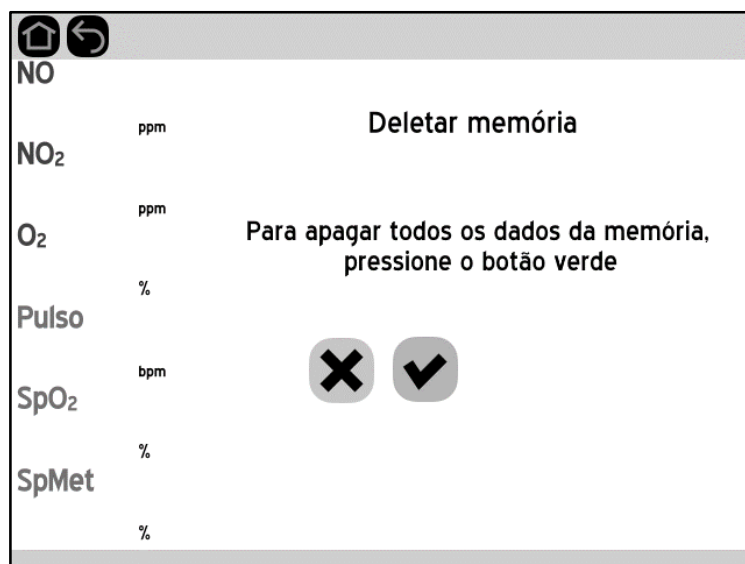 NO
ppm
NO₂
ppm
O₂
%
Pulso
bpm
SpO₂
%
SpMet
%
Deletar memória
Para apagar todos os dados da memória,
pressione o botão verde